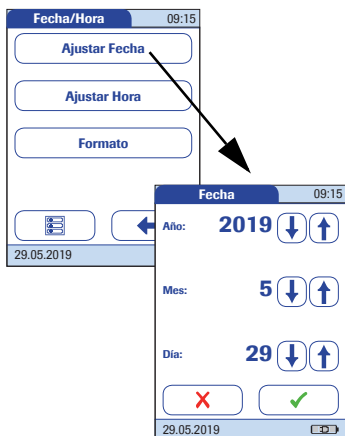 Fecha/Hora 09:15
Ajustar Fecha
Ajustar Hora
Formato
29.05.2019
Fecha 09:15
Año: 2019
Mes: 5
Día: 29
29.05.2019